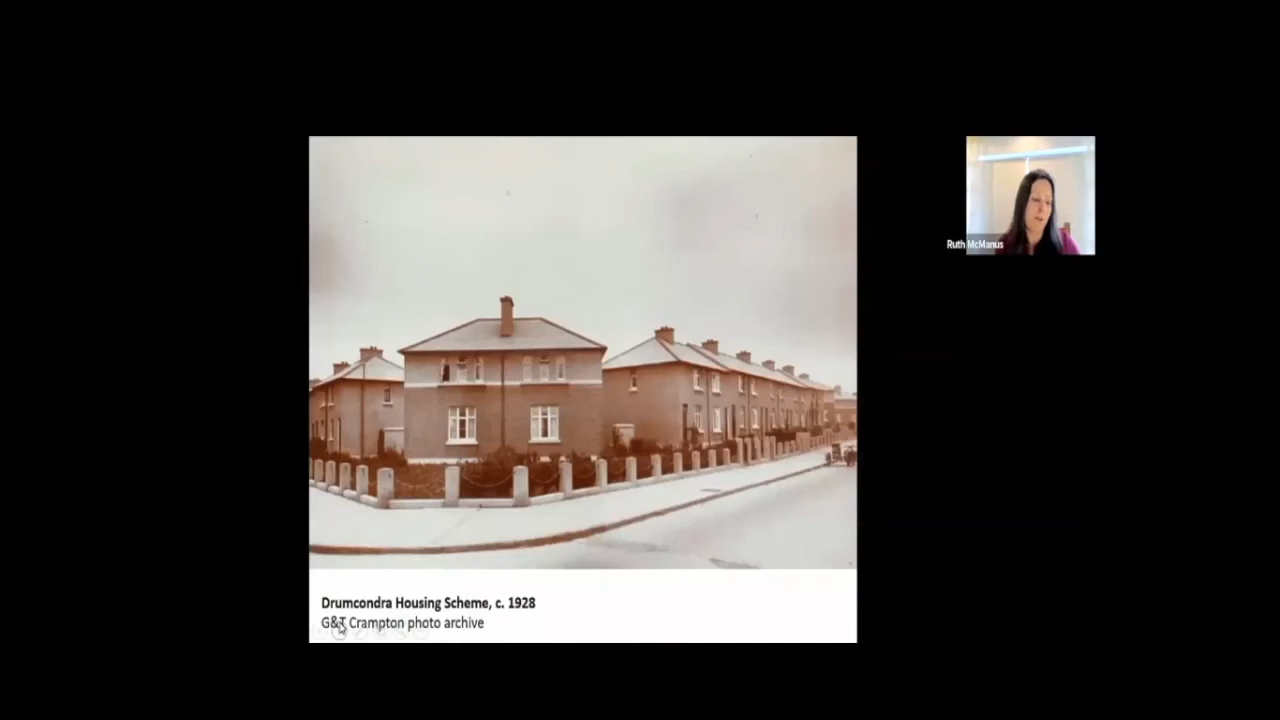 Ruth McManus
Drumcondra Housing Scheme, c. 1928
G&T Crampton photo archive